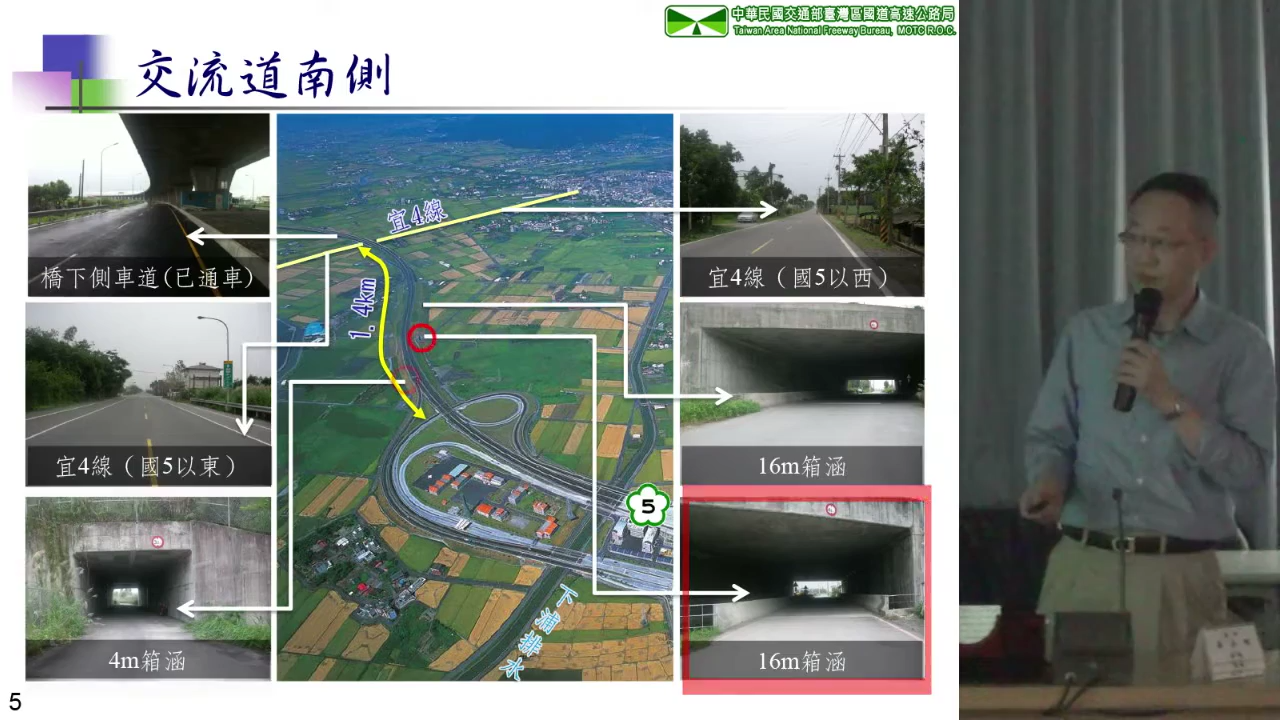 中華民國交通部臺灣區國道高速公路局
Taiwan Area National Freeway Bureau, MOTC R.O.C.
交流道南側
橋下側車道(已通車)
宜4線
宜4線（國5以西）
1.4km
宜4線（國5以東）
16m箱涵
5
4m箱涵
16m箱涵
5